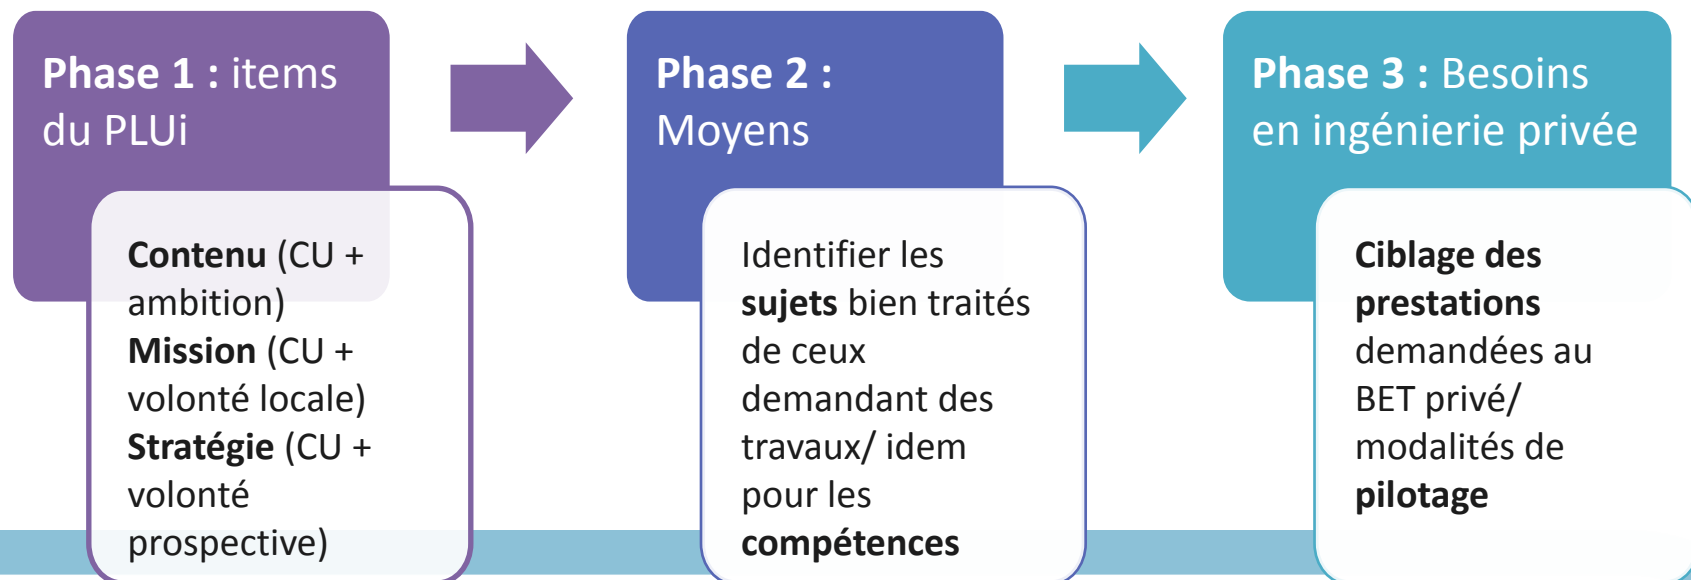 Phase 1 : items
du PLUi
Contenu (CU +
ambition)
Mission (CU +
volonté locale)
Stratégie (CU +
volonté
prospective)
Phase 2 :
Moyens
Identifier les
sujets bien traités
de ceux
demandant des
travaux/ idem
pour les
compétences
Phase 3 : Besoins
en ingénierie privée
Ciblage des
prestations
demandées au
BET privé/
modalités de
pilotage